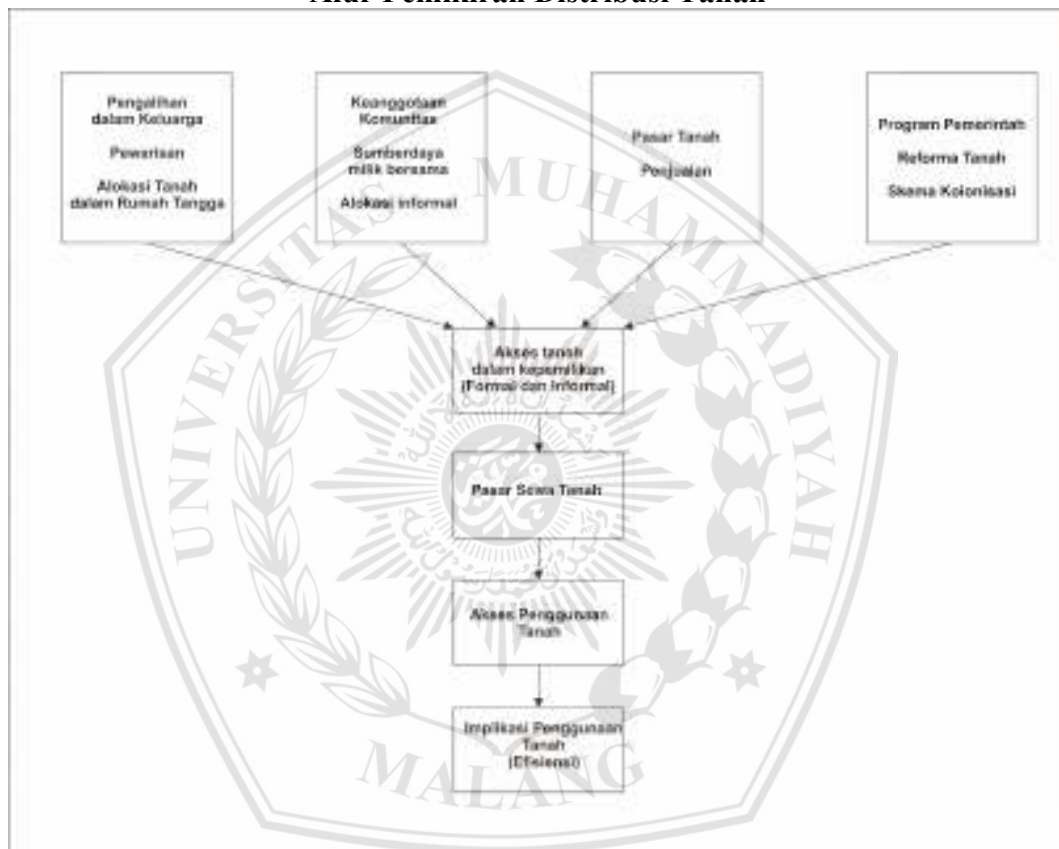 Alur Pemikiran Distribusi Tanah
Pengalihan
dalam Keluarga
Pewarisan
Alokasi Tanah
dalam Rumah Tangga
Keanggotaan
Komunitas
Sumberdaya
milik bersama
Alokasi informal
Pasar Tanah
Penjualan
Program Pemerintah
Reforma Tanah
Skema Kolonisasi
Akses tanah
dalam kepemilikan
(Formal dan Informal)
Pasar Sewa Tanah
Akses Penggunaan
Tanah
Implikasi Penggunaan
Tanah
(Efisiensi)
UNIVERSITAS MUHAMMADIYAH
MALANG